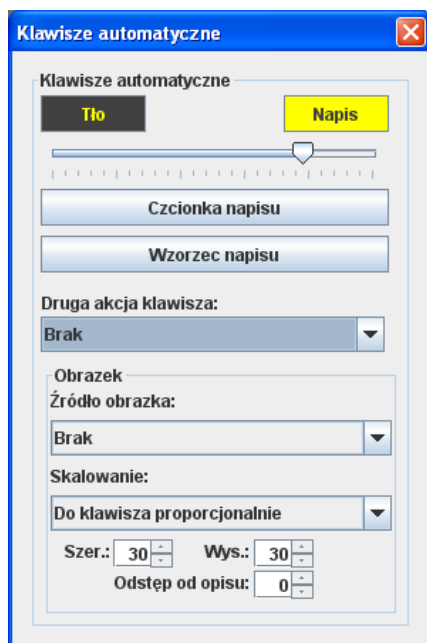 Klawisze automatyczne
Klawisze automatyczne
Tło Napis
Czcionka napisu
Wzorzec napisu
Druga akcja klawisza:
Brak
Obrazek
Źródło obrazka:
Brak
Skalowanie:
Do klawisza proporcjonalnie
Szer.: 30 Wys.: 30
Odstęp od opisu: 0